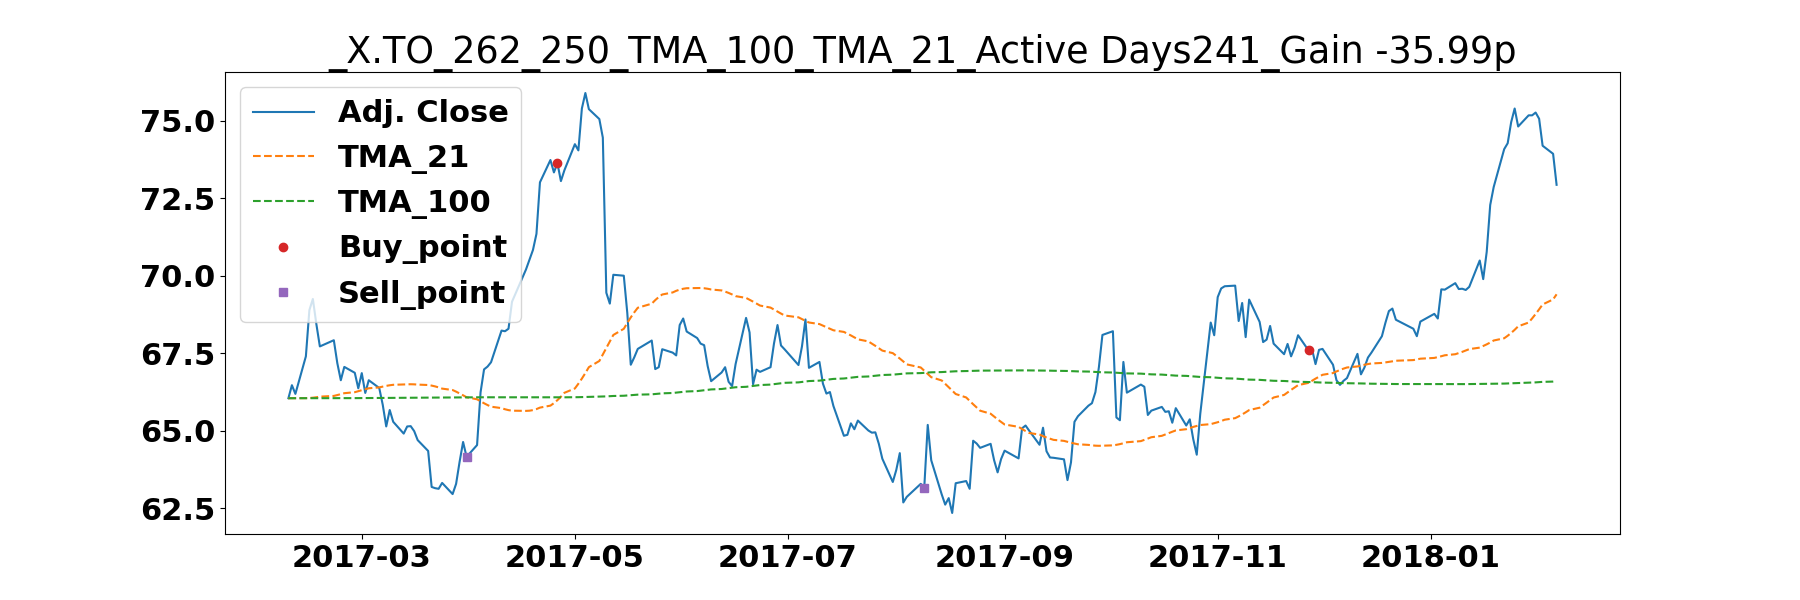 _X.TO_262_250_TMA_100_TMA_21_Active Days241_Gain -35.99p
75.0
72.5
70.0
67.5
65.0
62.5
Adj. Close
TMA_21
TMA_100
Buy_point
Sell_point
2017-03 2017-05 2017-07 2017-09 2017-11 2018-01